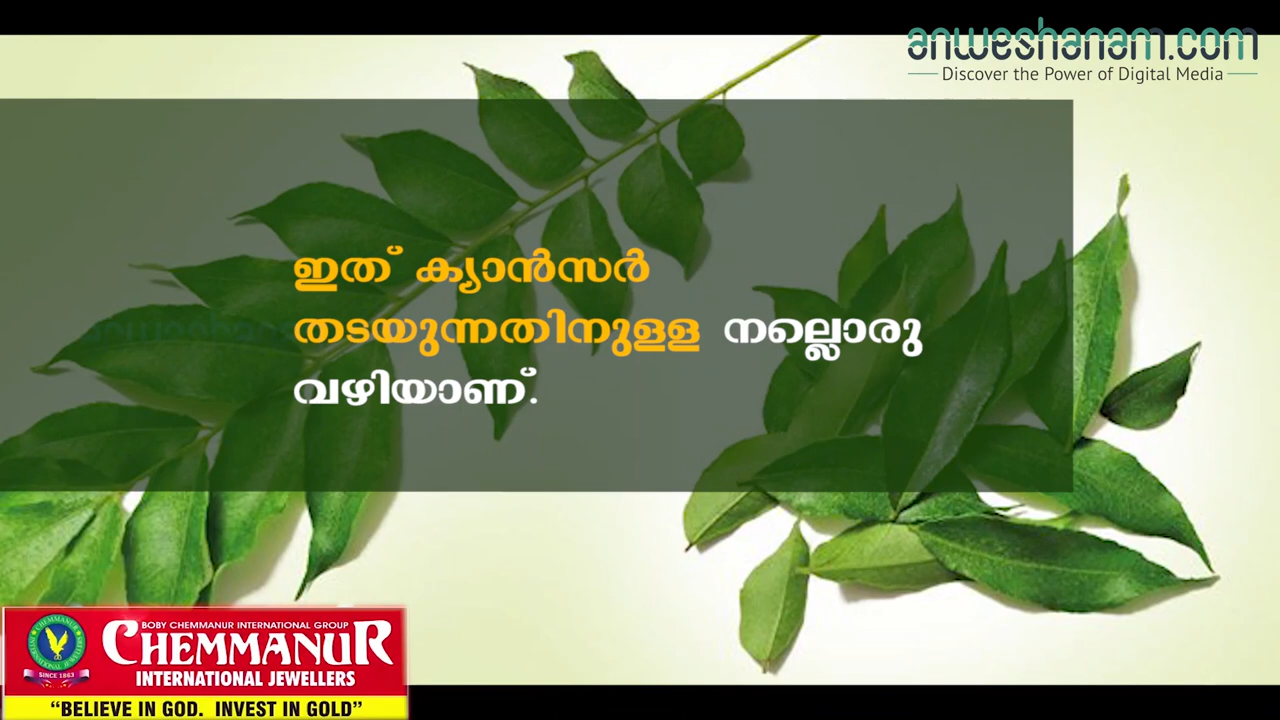 anweshanam.com
Discover the Power of Digital Media
ഇത് ക്യാൻസർ
തടയുന്നതിനുള്ള നല്ലൊരു
വഴിയാണ്.
BOBY CHEMMANUR INTERNATIONAL GROUP
CHEMMANUR
INTERNATIONAL JEWELLERS
SINCE 1863
“BELIEVE IN GOD. INVEST IN GOLD”